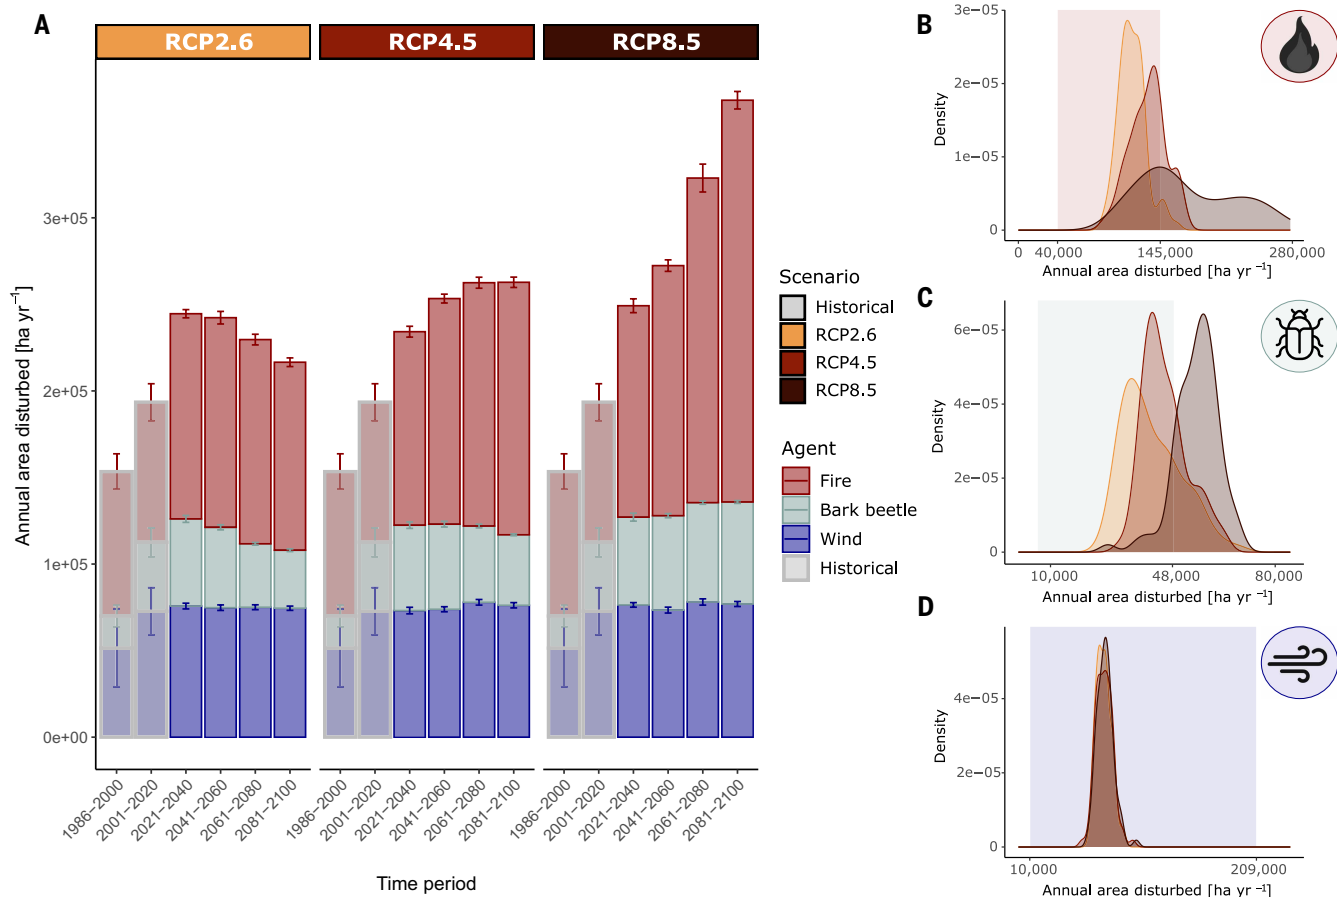 A
RCP2.6
RCP4.5
RCP8.5
Annual area disturbed [ha yr⁻¹]
3e+05
2e+05
1e+05
0e+00
1986−2000
2001−2020
2021−2040
2041−2060
2061−2080
2081−2100
1986−2000
2001−2020
2021−2040
2041−2060
2061−2080
2081−2100
1986−2000
2001−2020
2021−2040
2041−2060
2061−2080
2081−2100
Time period
Scenario
Historical
RCP2.6
RCP4.5
RCP8.5
Agent
Fire
Bark beetle
Wind
Historical
B
Density
3e−05
2e−05
1e−05
0
0
40,000
145,000
280,000
Annual area disturbed [ha yr⁻¹]
C
Density
6e−05
4e−05
2e−05
0
10,000
48,000
80,000
Annual area disturbed [ha yr⁻¹]
D
Density
4e−05
2e−05
0
10,000
209,000
Annual area disturbed [ha yr⁻¹]